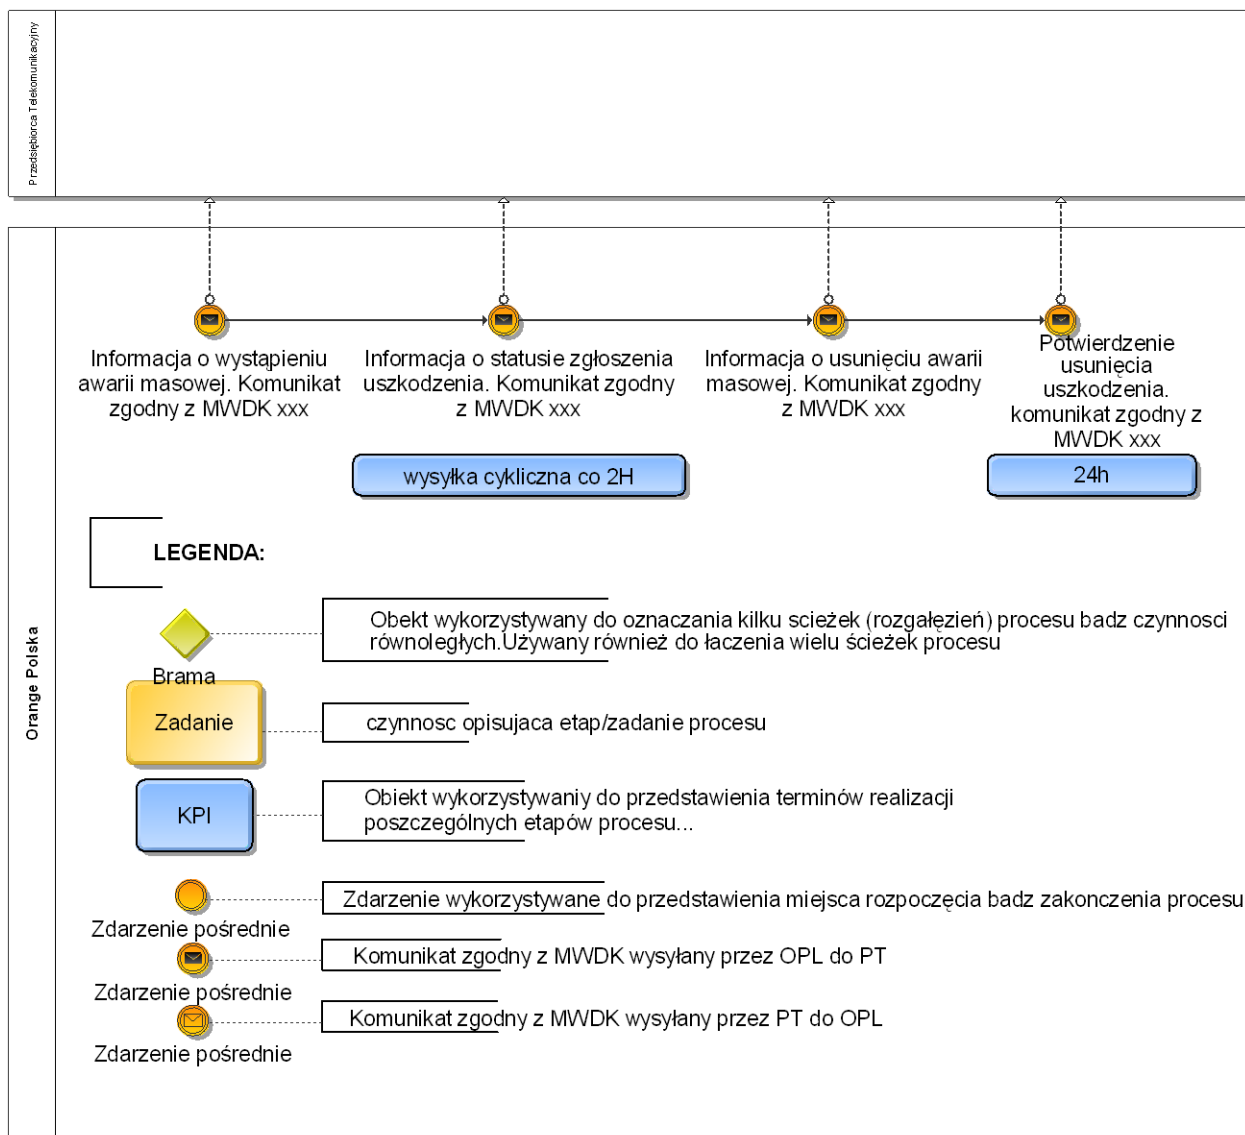 Przedsiębiorca Telekomunikacyjny
Orange Polska
Informacja o wystąpieniu
awarii masowej. Komunikat
zgodny z MWDK xxx
Informacja o statusie zgłoszenia
uszkodzenia. Komunikat zgodny
z MWDK xxx
wysyłka cykliczna co 2H
Informacja o usunięciu awarii
masowej. Komunikat zgodny
z MWDK xxx
Potwierdzenie
usunięcia
uszkodzenia.
komunikat zgodny z
MWDK xxx
24h
LEGENDA:
Brama
Obekt wykorzystywany do oznaczania kilku scieżek (rozgałęzień) procesu badz czynnosci
równoległych.Używany również do łaczenia wielu ścieżek procesu
Zadanie
czynnosc opisujaca etap/zadanie procesu
KPI
Obiekt wykorzystywaniy do przedstawienia terminów realizacji
poszczególnych etapów procesu...
Zdarzenie pośrednie
Zdarzenie wykorzystywane do przedstawienia miejsca rozpoczęcia badz zakonczenia procesu
Zdarzenie pośrednie
Komunikat zgodny z MWDK wysyłany przez OPL do PT
Zdarzenie pośrednie
Komunikat zgodny z MWDK wysyłany przez PT do OPL